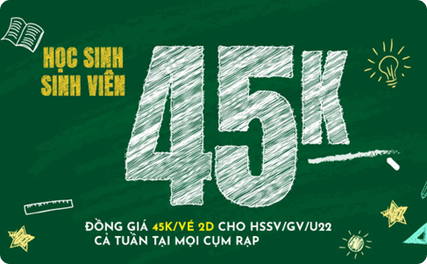 HỌC SINH
SINH VIÊN
45K
ĐỒNG GIÁ 45K/VÉ 2D CHO HSSV/GV/U22
CẢ TUẦN TẠI MỌI CỤM RẠP